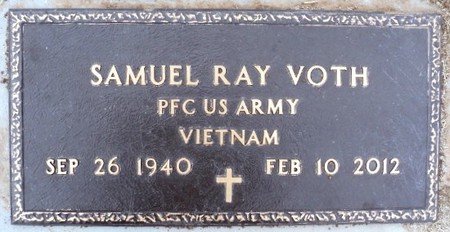 SAMUEL RAY VOTH
PFC US ARMY
VIETNAM
SEP 26 1940 FEB 10 2012